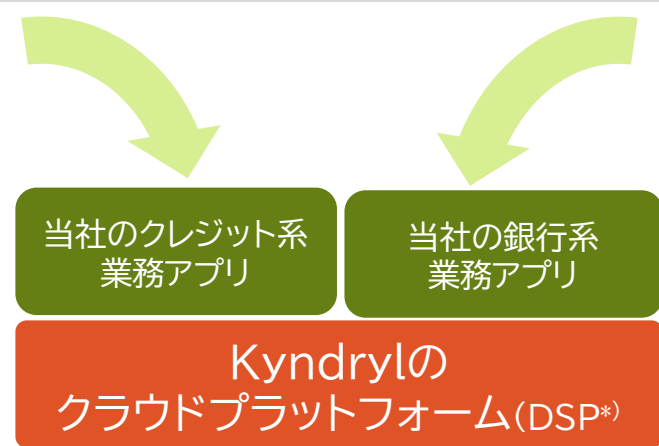 当社のクレジット系
業務アプリ
当社の銀行系
業務アプリ
Kyndrylの
クラウドプラットフォーム(DSP*)